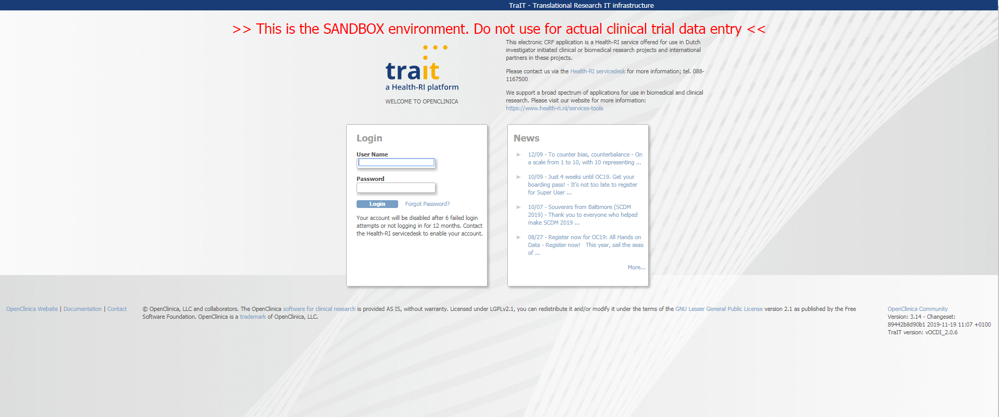 TraIT - Translational Research IT infrastructure
>> This is the SANDBOX environment. Do not use for actual clinical trial data entry <<
trait
a Health-RI platform
WELCOME TO OPENCLINICA
This electronic CRF application is a Health-RI service offered for use in Dutch
investigator initiated clinical or biomedical research projects and international
partners in these projects.
Please contact us via the Health-RI servicedesk for more information; tel. 088-
1167500
We support a broad spectrum of applications for use in biomedical and clinical
research. Please visit our website for more information:
https://www.health-ri.nl/services-tools
Login
User Name
Password
Login Forgot Password?
Your account will be disabled after 6 failed login
attempts or not logging in for 12 months. Contact
the Health-RI servicedesk to enable your account.
News
12/09 - To counter bias, counterbalance - On
a scale from 1 to 10, with 10 representing ...
10/09 - Just 4 weeks until OC19. Get your
boarding pass! - It's not too late to register
for Super User ...
10/07 - Souvenirs from Baltimore (SCDM
2019) - Thank you to everyone who helped
make SCDM 2019 ...
08/27 - Register now for OC19: All Hands on
Data - Register now!   This year, sail the seas
of ...
More...
OpenClinica Website | Documentation | Contact
© OpenClinica, LLC and collaborators. The OpenClinica software for clinical research is provided AS IS, without warranty. Licensed under LGPLv2.1, you can redistribute it and/or modify it under the terms of the GNU Lesser General Public License version 2.1 as published by the Free
Software Foundation. OpenClinica is a trademark of OpenClinica, LLC.
OpenClinica Community
Version: 3.14 - Changeset:
89442b8d90b1 2019-11-19 11:07 +0100
TraIT version: vOCDI_2.0.6